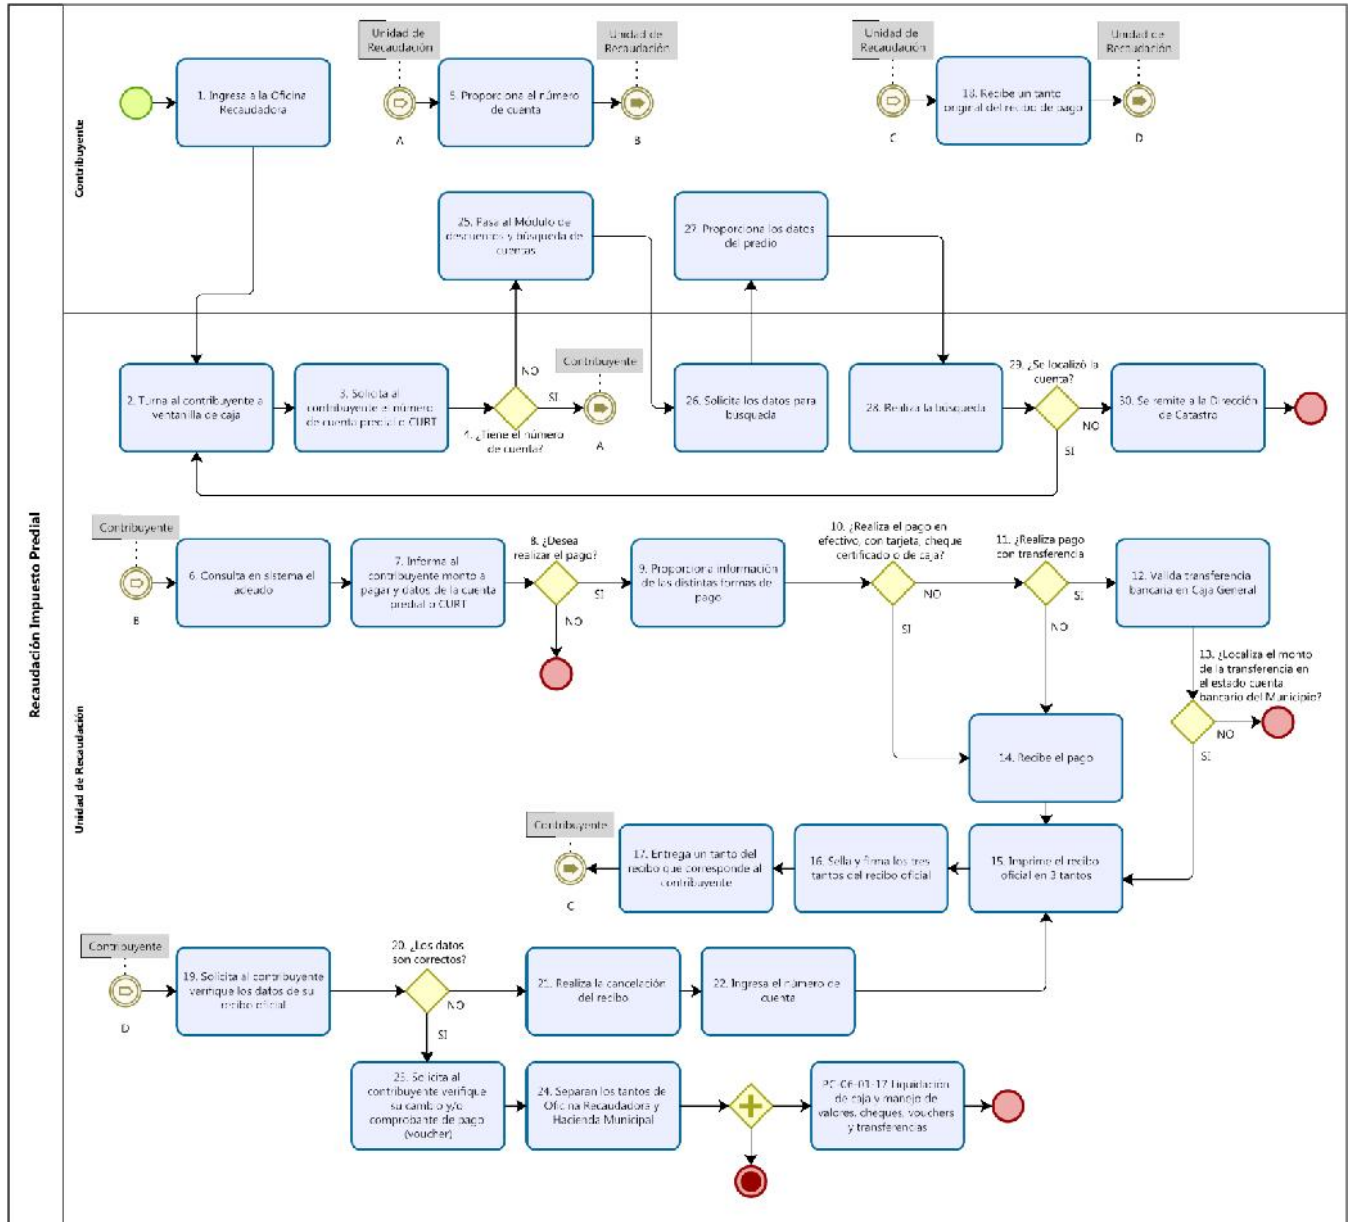 Recaudación Impuesto Predial
Contribuyente
1. Ingresa a la Oficina
Recaudadora
Unidad de
Recaudación
A
5. Proporciona el número
de cuenta
Unidad de
Recaudación
B
Unidad de
Recaudación
C
18. Recibe un tanto
original del recibo de pago
Unidad de
Recaudación
D
25. Pasa al Módulo de
descuentos y búsqueda de
cuentas
27. Proporciona los datos
del predio
Unidad de Recaudación
2. Turna al contribuyente a
ventanilla de caja
3. Solicita al
contribuyente el número
de cuenta predial o CURT
NO
SI
4. ¿Tiene el número
de cuenta?
Contribuyente
A
26. Solicita los datos para
busqueda
28. Realiza la búsqueda
29. ¿Se localizó la
cuenta?
NO
SI
30. Se remite a la Dirección
de Catastro
Contribuyente
B
6. Consulta en sistema el
adeudo
7. Informa al
contribuyente monto a
pagar y datos de la cuenta
predial o CURT
8. ¿Desea
realizar el pago?
SI
NO
9. Proporciona información
de las distintas formas de
pago
10. ¿Realiza el pago en
efectivo, con tarjeta, cheque
certificado o de caja?
NO
SI
11. ¿Realiza pago
con transferencia
SI
NO
12. Valida transferencia
bancaria en Caja General
13. ¿Localiza el monto
de la transferencia en
el estado cuenta
bancario del Municipio?
NO
SI
14. Recibe el pago
Contribuyente
C
17. Entrega un tanto del
recibo que corresponde al
contribuyente
16. Sella y firma los tres
tantos del recibo oficial
15. Imprime el recibo
oficial en 3 tantos
Contribuyente
D
19. Solicita al contribuyente
verifique los datos de su
recibo oficial
20. ¿Los datos
son correctos?
NO
SI
21. Realiza la cancelación
del recibo
22. Ingresa el número de
cuenta
23. Solicita al
contribuyente verifique
su cambio y/o
comprobante de pago
(voucher)
24. Separan los tantos de
Oficina Recaudadora y
Hacienda Municipal
PC-C6-01-17 Liquidación
de caja y manejo de
valores, cheques, vouchers
y transferencias